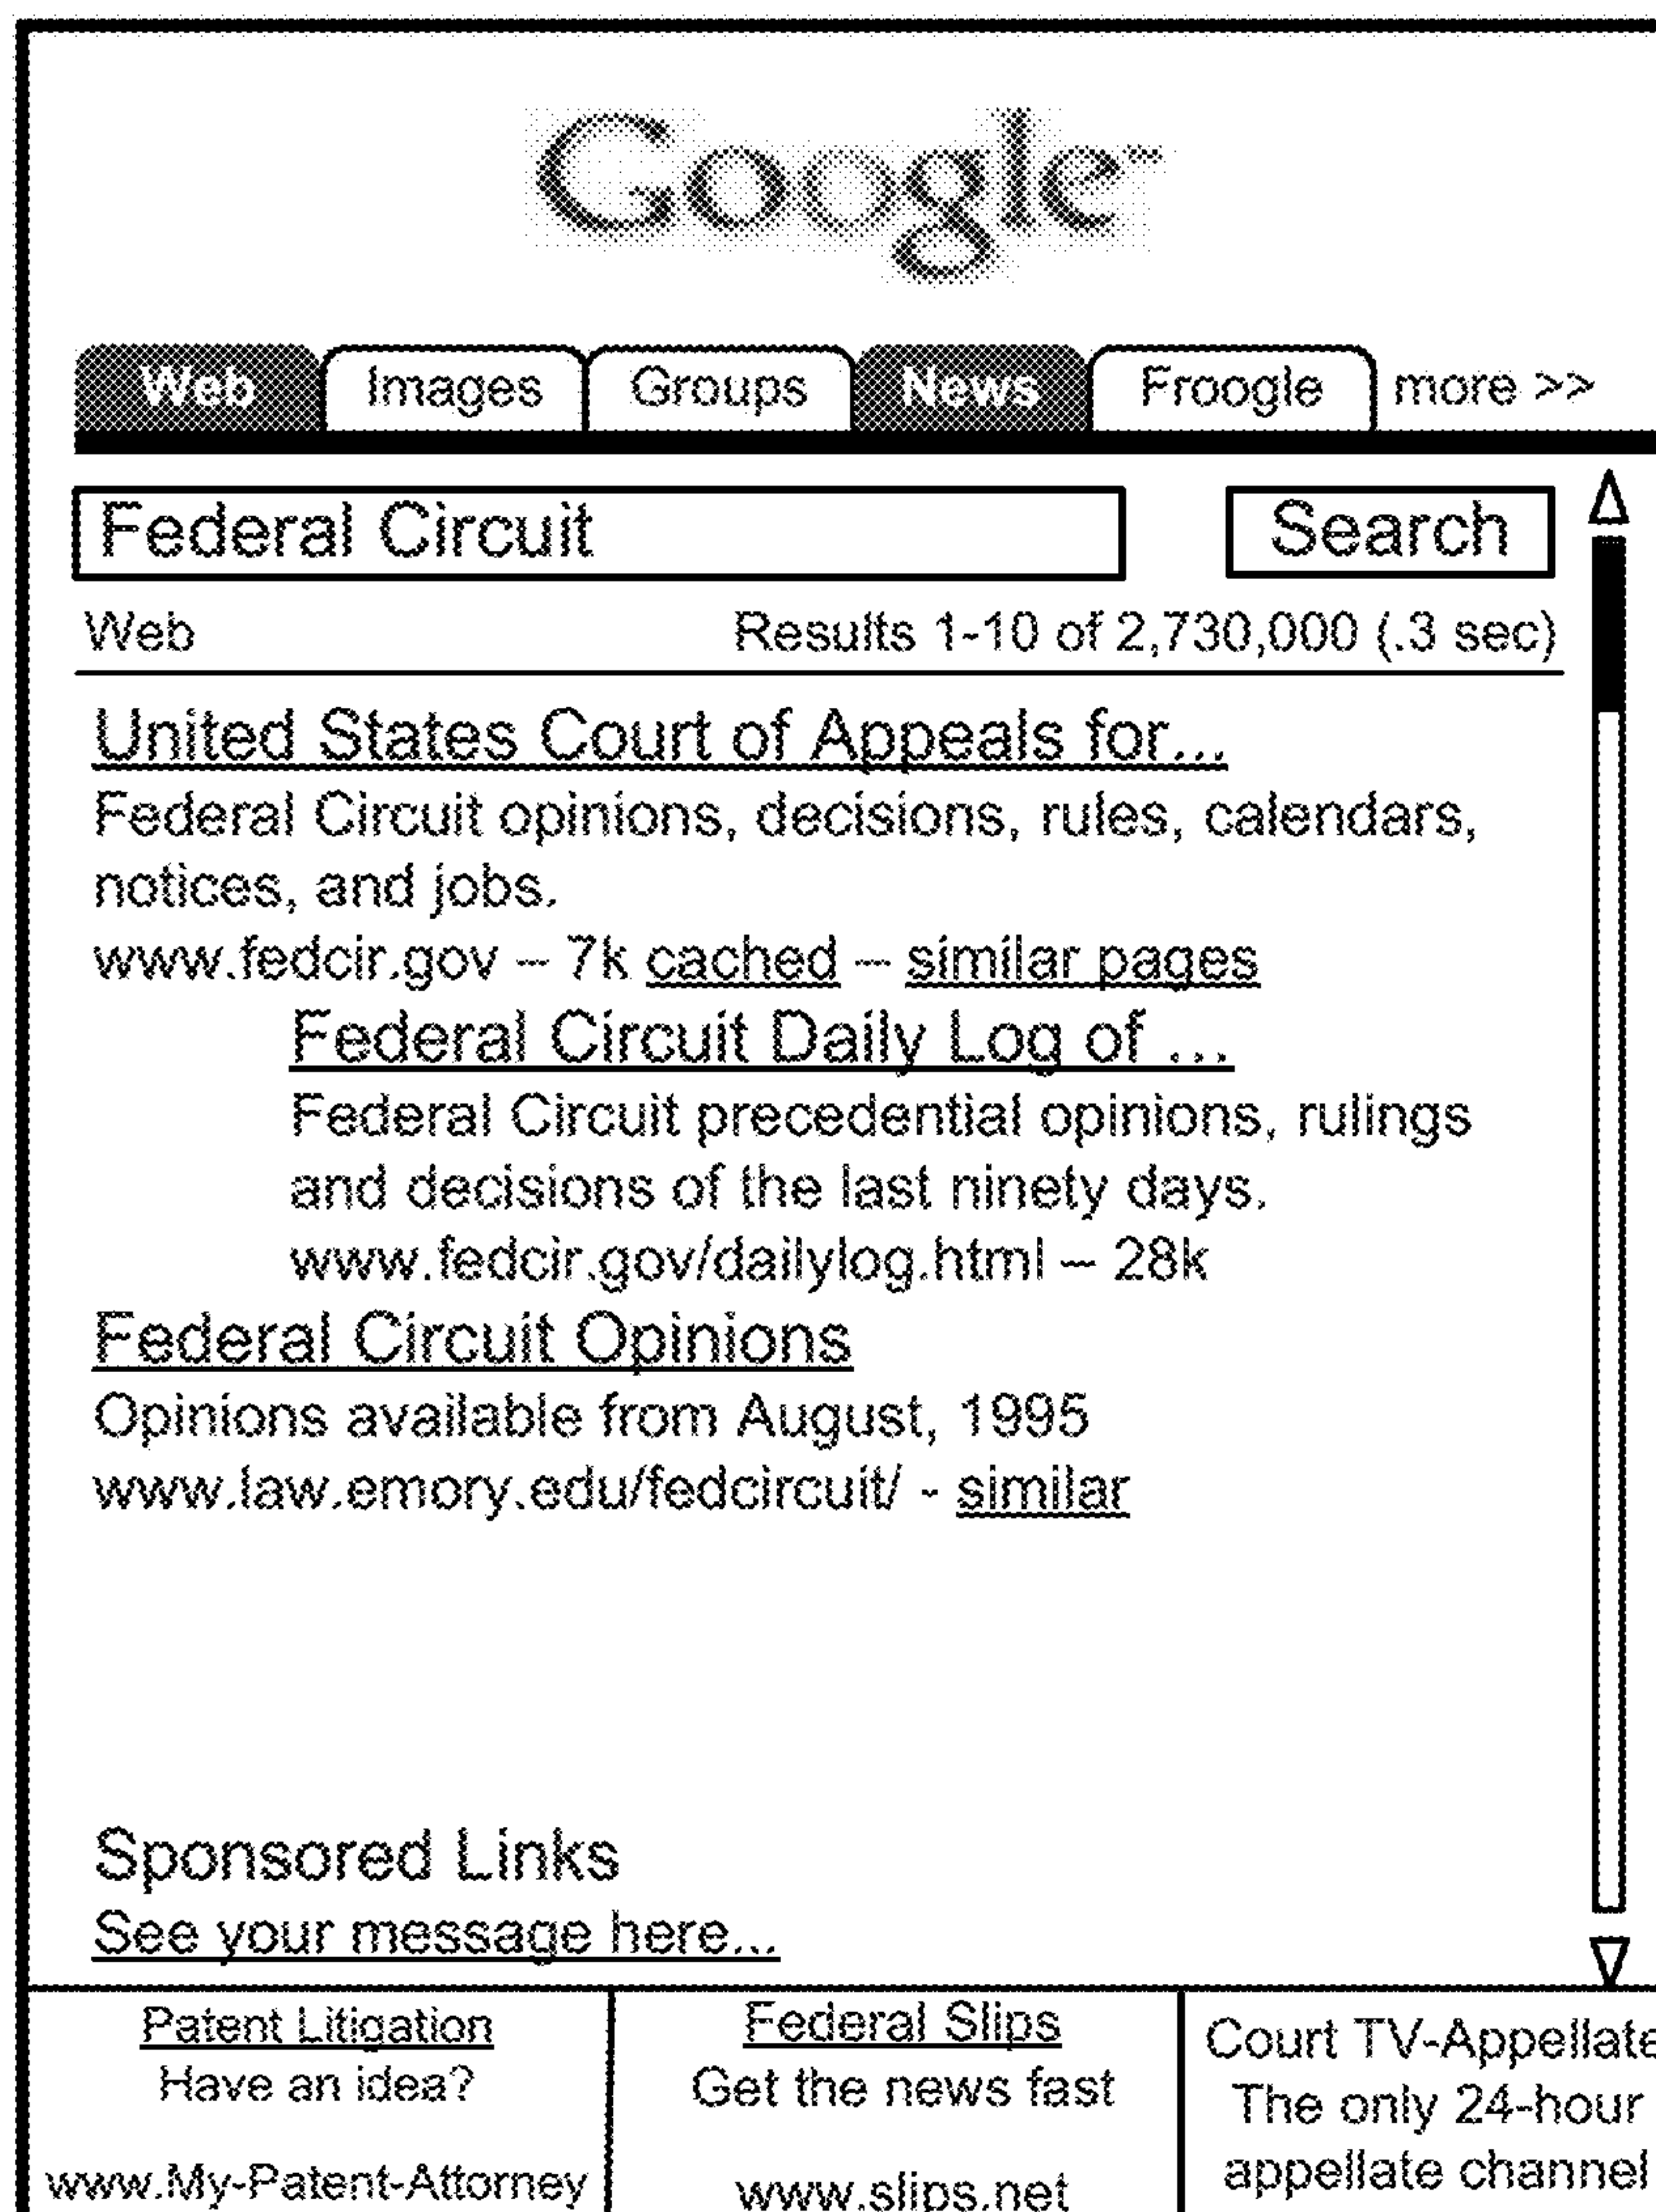 Google™
Web Images Groups News Froogle more >>
Federal Circuit Search
Web Results 1-10 of 2,730,000 (.3 sec)
United States Court of Appeals for...
Federal Circuit opinions, decisions, rules, calendars,
notices, and jobs.
www.fedcir.gov – 7k cached – similar pages
Federal Circuit Daily Log of ...
Federal Circuit precedential opinions, rulings
and decisions of the last ninety days.
www.fedcir.gov/dailylog.html – 28k
Federal Circuit Opinions
Opinions available from August, 1995
www.law.emory.edu/fedcircuit/ - similar
Sponsored Links
See your message here...
Patent Litigation
Have an idea?
www.My-Patent-Attorney
Federal Slips
Get the news fast
www.slips.net
Court TV-Appellate
The only 24-hour
appellate channel